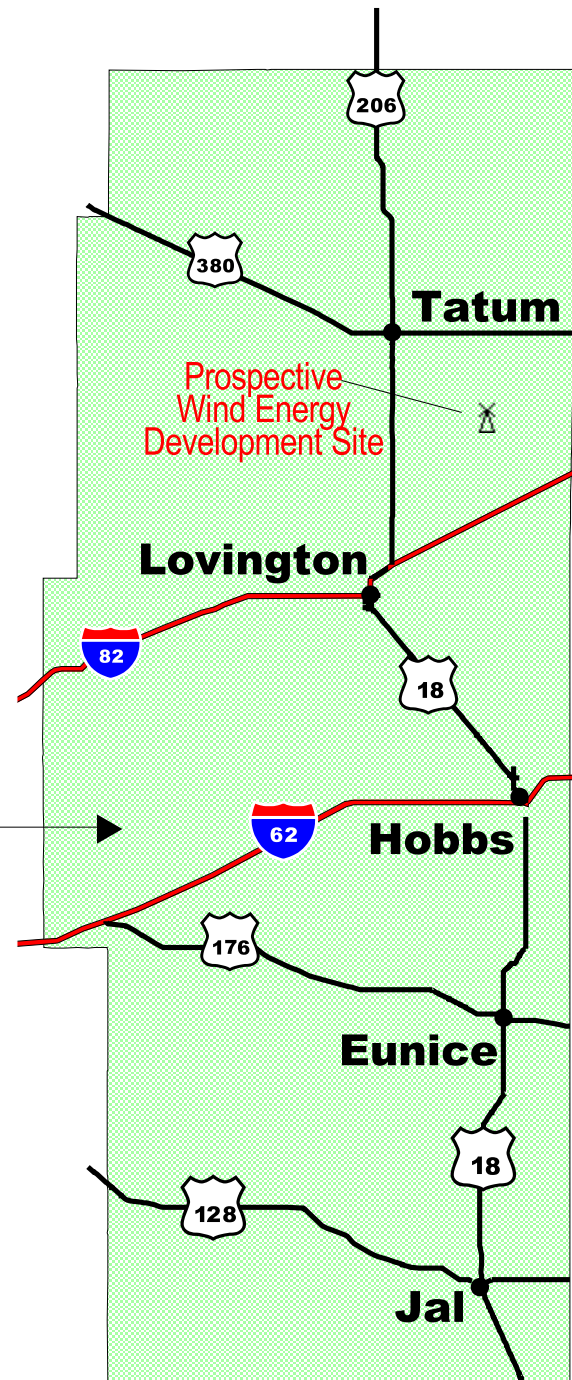 206
380
Tatum
Prospective
Wind Energy
Development Site
Lovington
82
18
62
Hobbs
176
Eunice
18
128
Jal